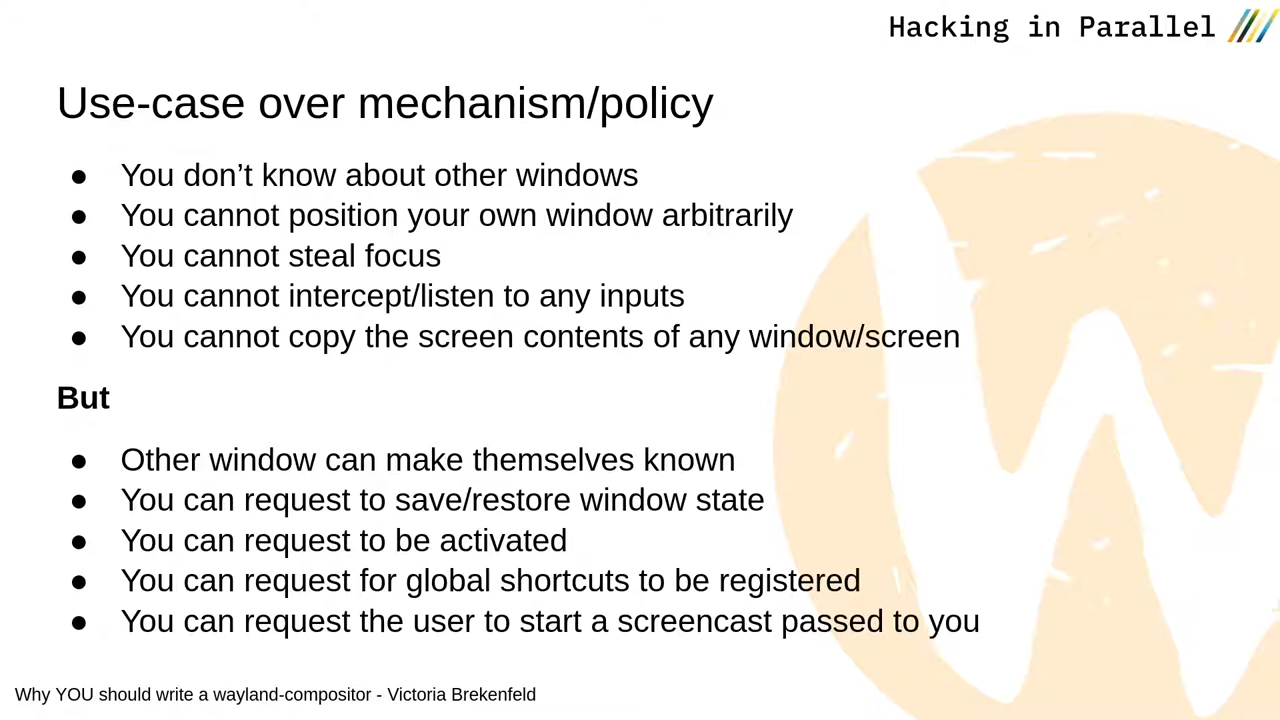 Hacking in Parallel
Use-case over mechanism/policy
● You don’t know about other windows
● You cannot position your own window arbitrarily
● You cannot steal focus
● You cannot intercept/listen to any inputs
● You cannot copy the screen contents of any window/screen
But
● Other window can make themselves known
● You can request to save/restore window state
● You can request to be activated
● You can request for global shortcuts to be registered
● You can request the user to start a screencast passed to you
Why YOU should write a wayland-compositor - Victoria Brekenfeld